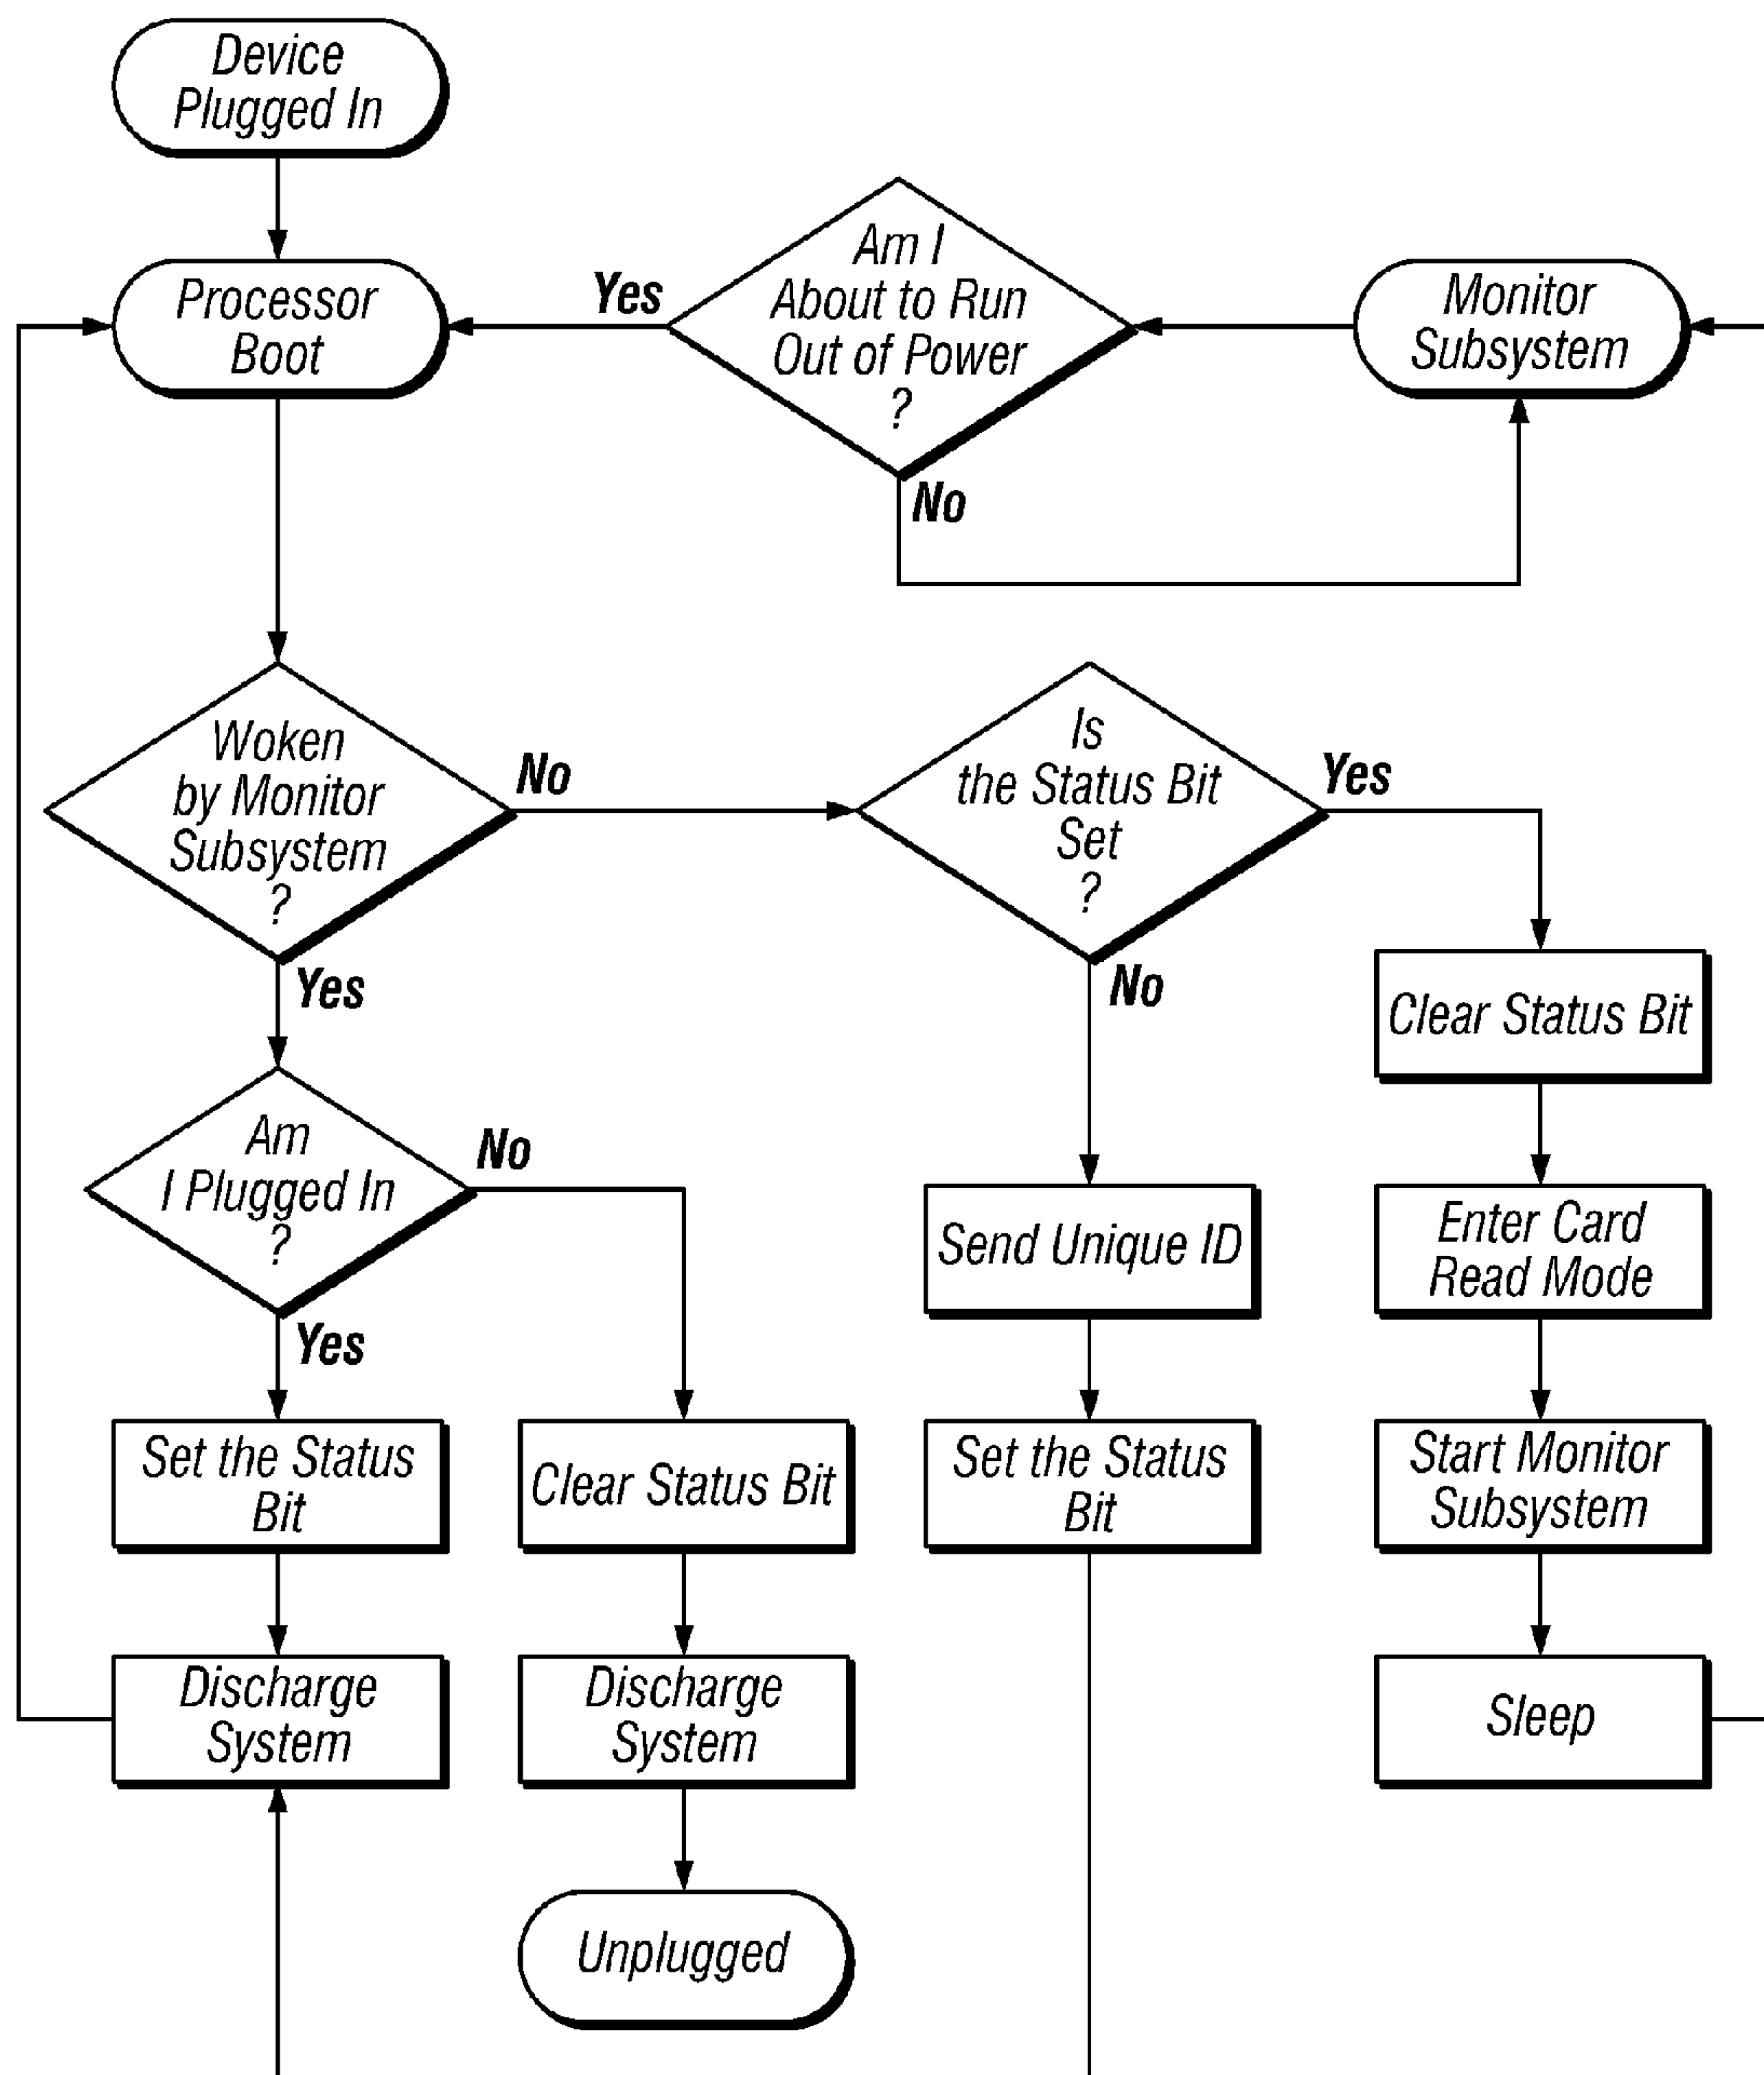 Device
Plugged In
Processor
Boot
Yes
Am I
About to Run
Out of Power
?
No
Monitor
Subsystem
Woken
by Monitor
Subsystem
?
No
Yes
Is
the Status Bit
Set
?
Yes
No
Clear Status Bit
Am
I Plugged In
?
No
Yes
Send Unique ID
Enter Card
Read Mode
Set the Status
Bit
Clear Status Bit
Set the Status
Bit
Start Monitor
Subsystem
Discharge
System
Discharge
System
Sleep
Unplugged